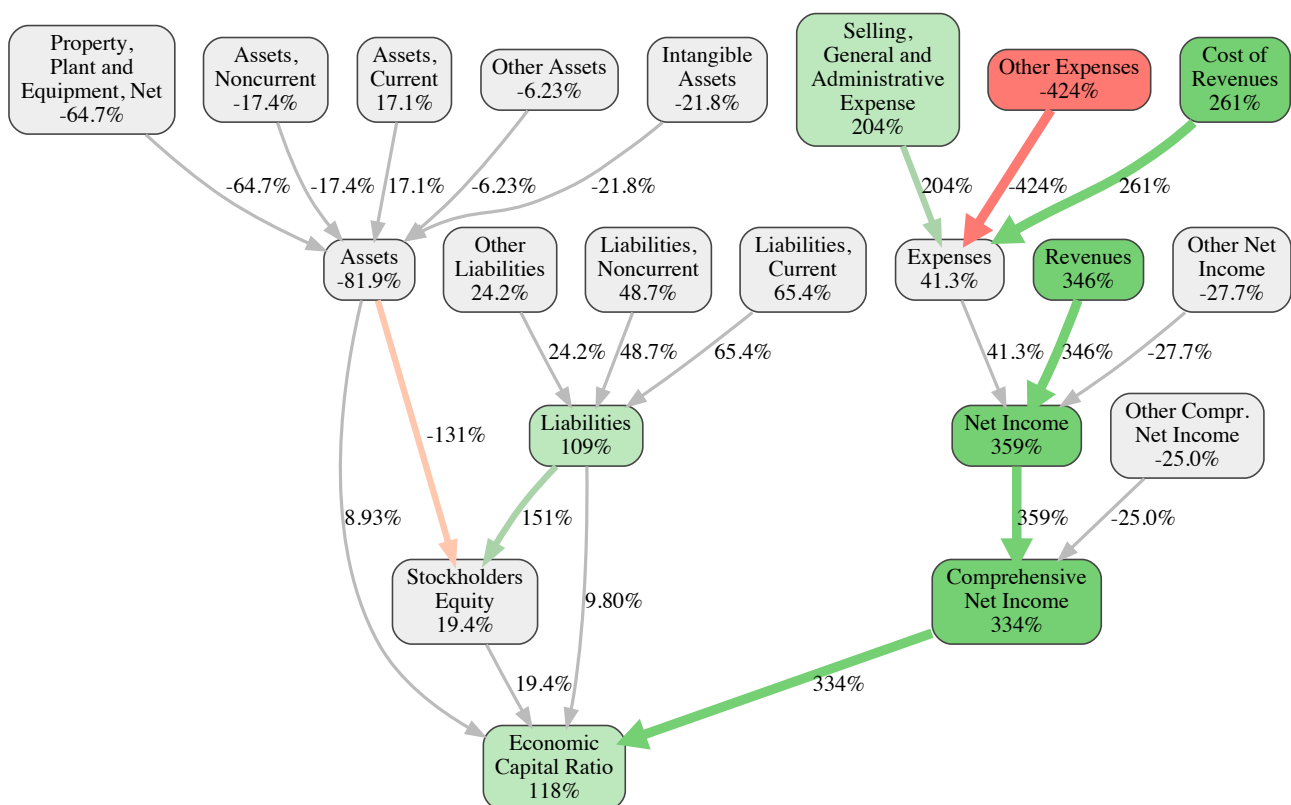 Property,
Plant and
Equipment, Net
-64.7%
Assets,
Noncurrent
-17.4%
Assets,
Current
17.1%
Other Assets
-6.23%
Intangible
Assets
-21.8%
Selling,
General and
Administrative
Expense
204%
Other Expenses
-424%
Cost of
Revenues
261%
-64.7%
-17.4%
17.1%
-6.23%
-21.8%
204%
-424%
261%
Assets
-81.9%
Other
Liabilities
24.2%
Liabilities,
Noncurrent
48.7%
Liabilities,
Current
65.4%
Expenses
41.3%
Revenues
346%
Other Net
Income
-27.7%
24.2%
48.7%
65.4%
41.3%
346%
-27.7%
-131%
Liabilities
109%
Net Income
359%
Other Compr.
Net Income
-25.0%
8.93%
151%
359%
-25.0%
Stockholders
Equity
19.4%
9.80%
Comprehensive
Net Income
334%
19.4%
334%
Economic
Capital Ratio
118%